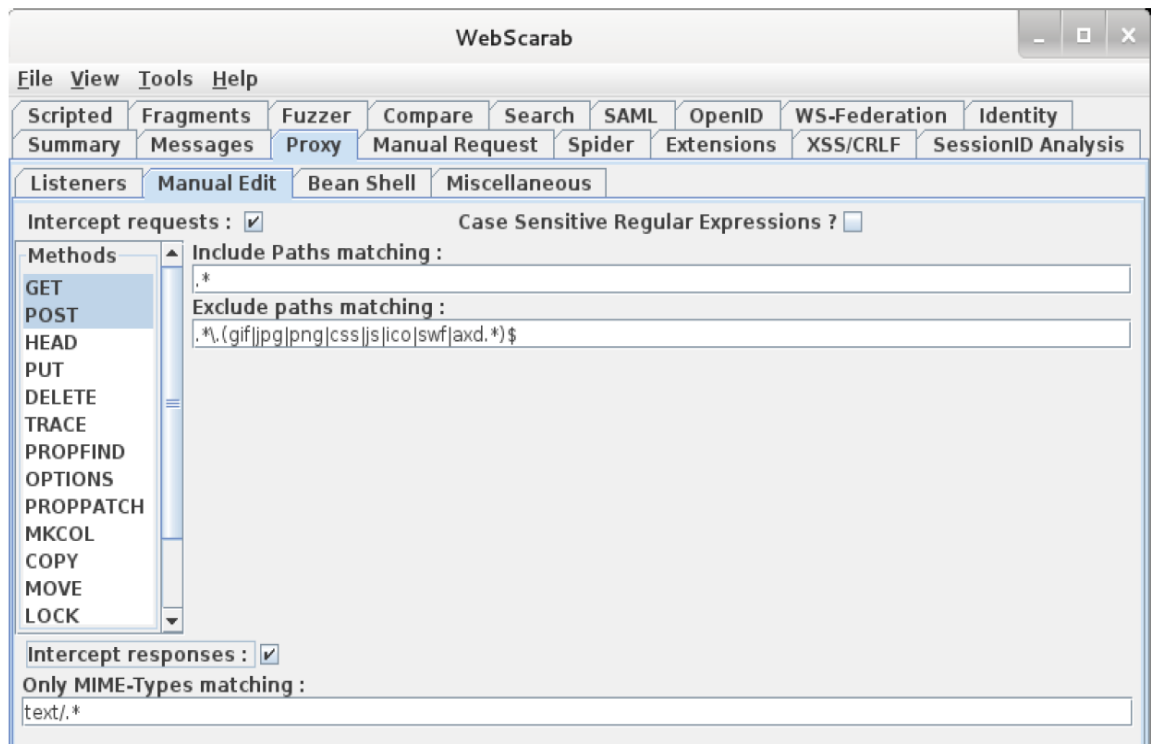 WebScarab
File View Tools Help
Scripted Fragments Fuzzer Compare Search SAML OpenID WS-Federation Identity
Summary Messages Proxy Manual Request Spider Extensions XSS/CRLF SessionID Analysis
Listeners Manual Edit Bean Shell Miscellaneous
Intercept requests : Case Sensitive Regular Expressions ?
Methods
GET
POST
HEAD
PUT
DELETE
TRACE
PROPFIND
OPTIONS
PROPPATCH
MKCOL
COPY
MOVE
LOCK
Include Paths matching :
.*
Exclude paths matching :
.*\.(gif|jpg|png|css|js|ico|swf|axd.*)$
Intercept responses :
Only MIME-Types matching :
text/.*